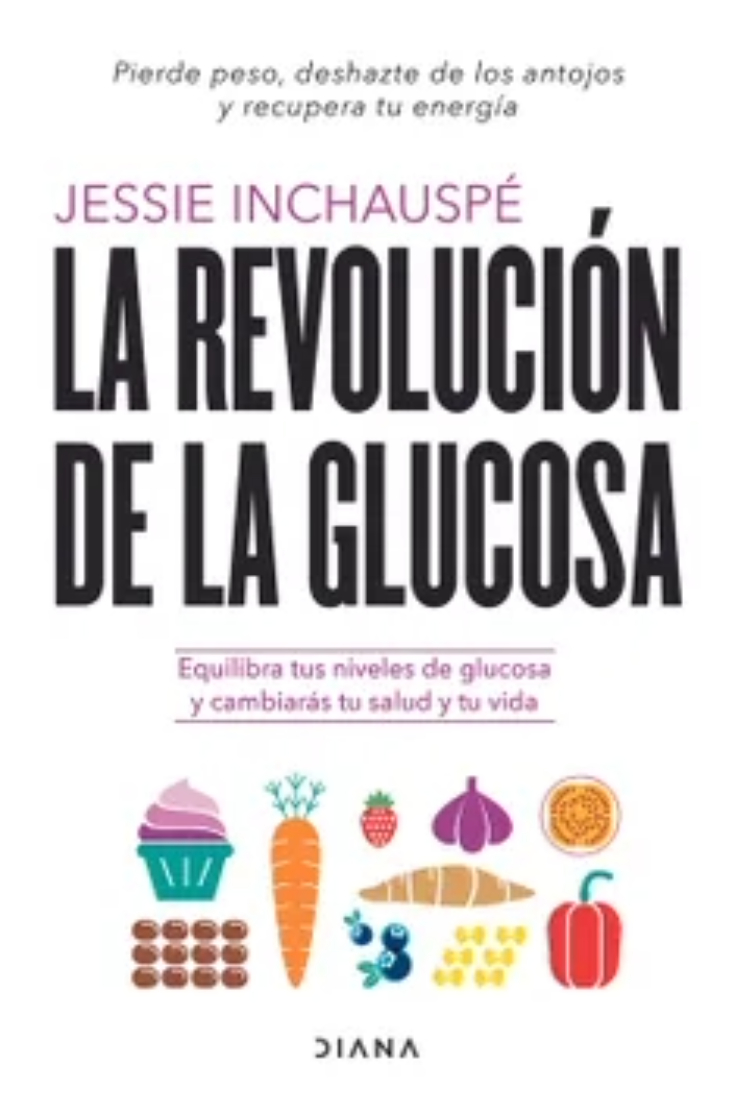 Pierde peso, deshazte de los antojos
y recupera tu energía
JESSIE INCHAUSPÉ
LA REVOLUCIÓN
DE LA GLUCOSA
Equilibra tus niveles de glucosa
y cambiarás tu salud y tu vida
DIANA